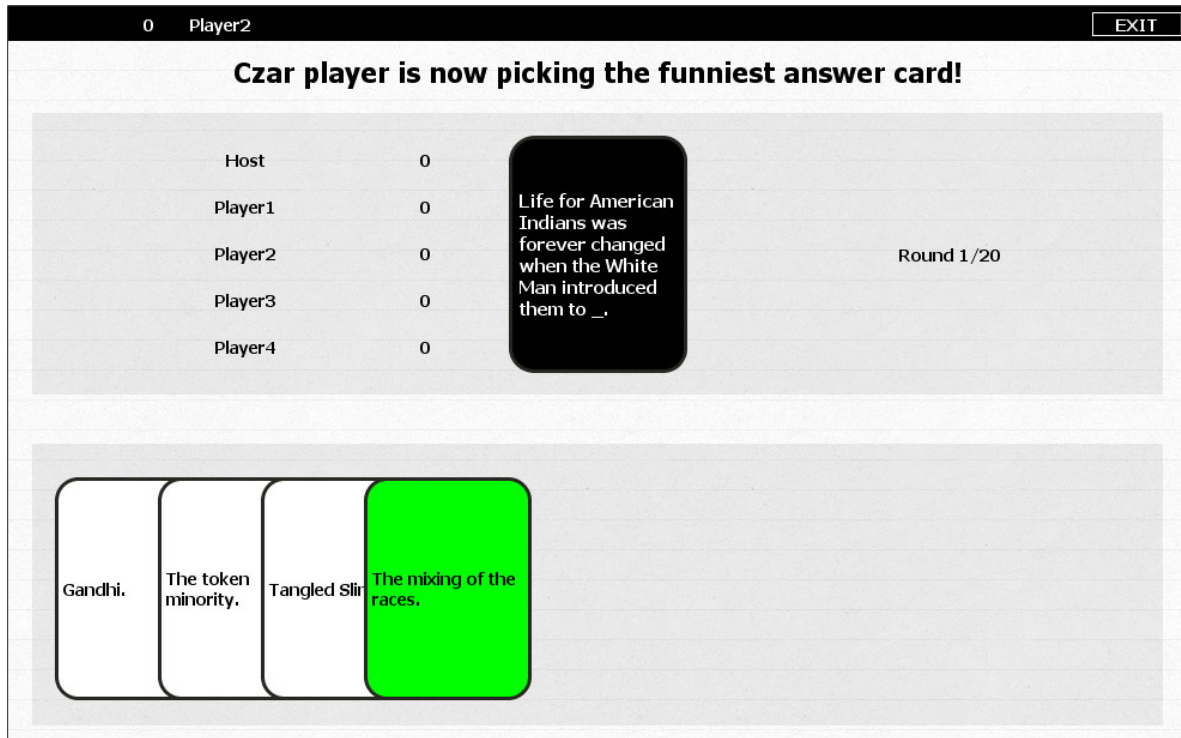 0 Player2 EXIT
Czar player is now picking the funniest answer card!
Host 0
Player1 0
Player2 0
Player3 0
Player4 0
Life for American
Indians was
forever changed
when the White
Man introduced
them to _.
Round 1/20
Gandhi.
The token
minority.
Tangled
The mixing of the
races.